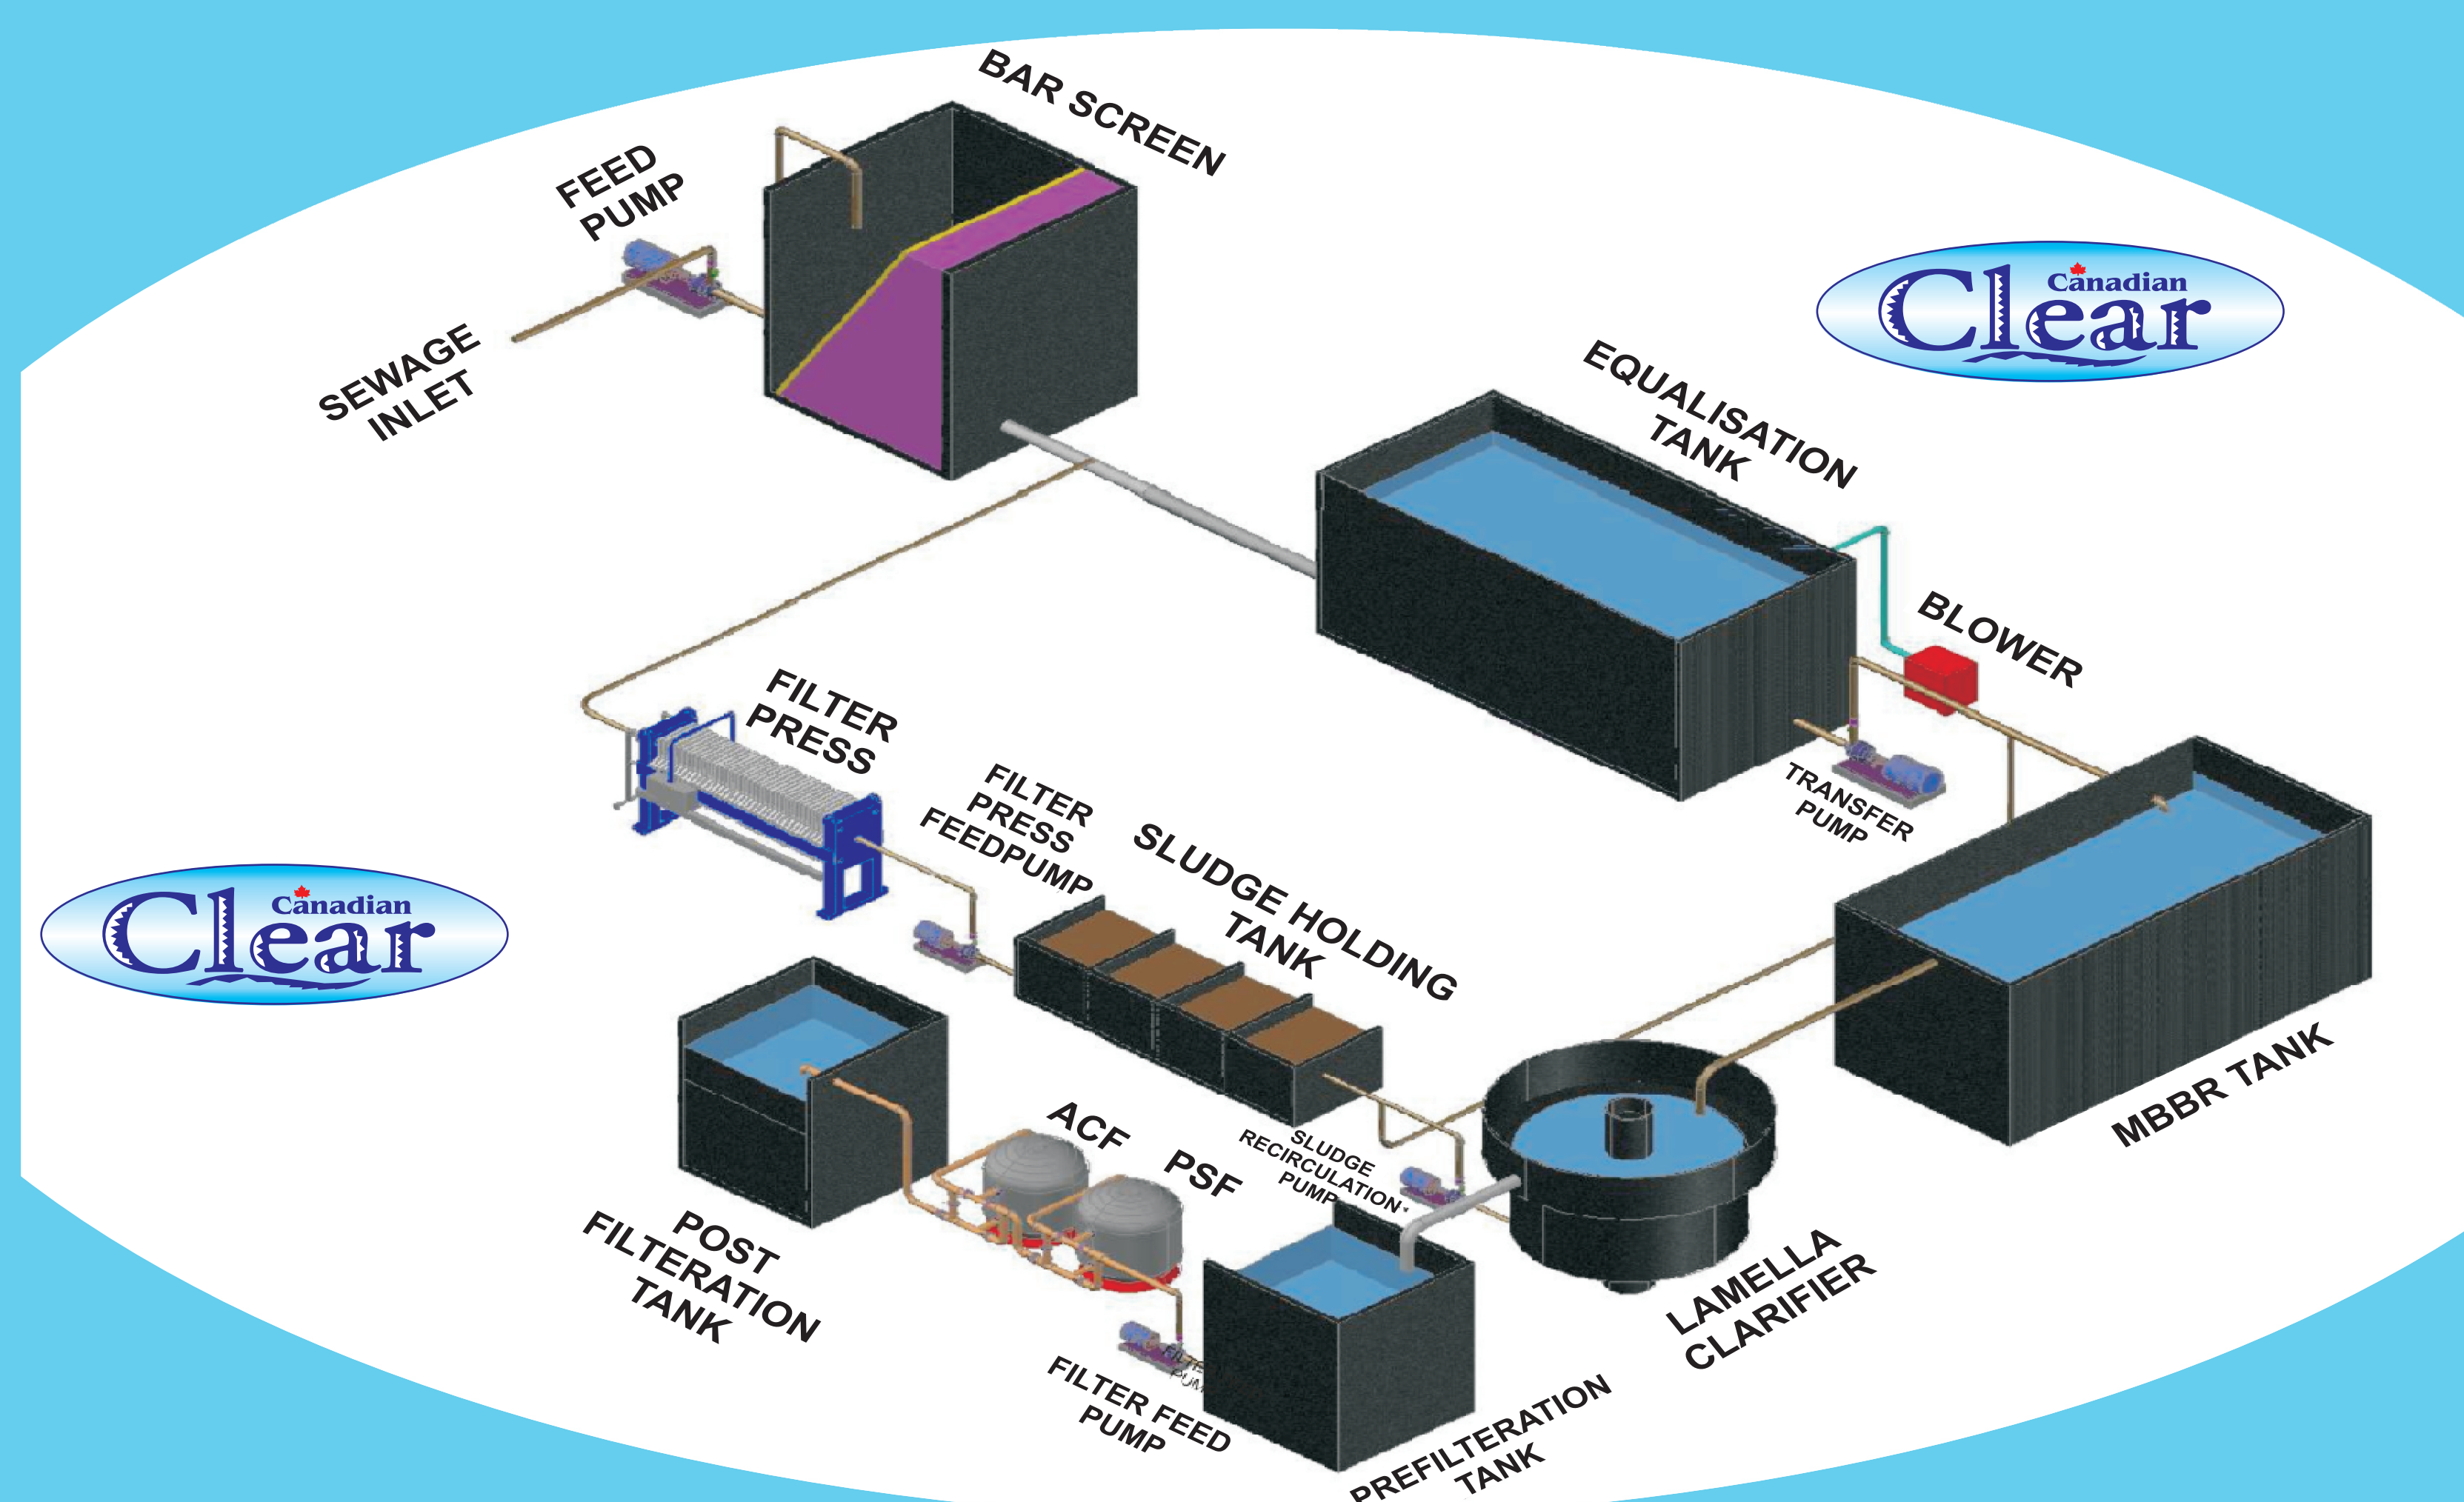 BAR SCREEN
FEED
PUMP
SEWAGE
INLET
Canadian
Clear
EQUALISATION
TANK
BLOWER
TRANSFER
PUMP
FILTER
PRESS
FILTER
PRESS
FEEDPUMP
SLUDGE HOLDING
TANK
Canadian
Clear
MBBR TANK
ACF
PSF
SLUDGE
RECIRCULATION
PUMP
LAMELLA
CLARIFIER
POST
FILTERATION
TANK
FILTER FEED
PUMP
PREFILTERATION
TANK